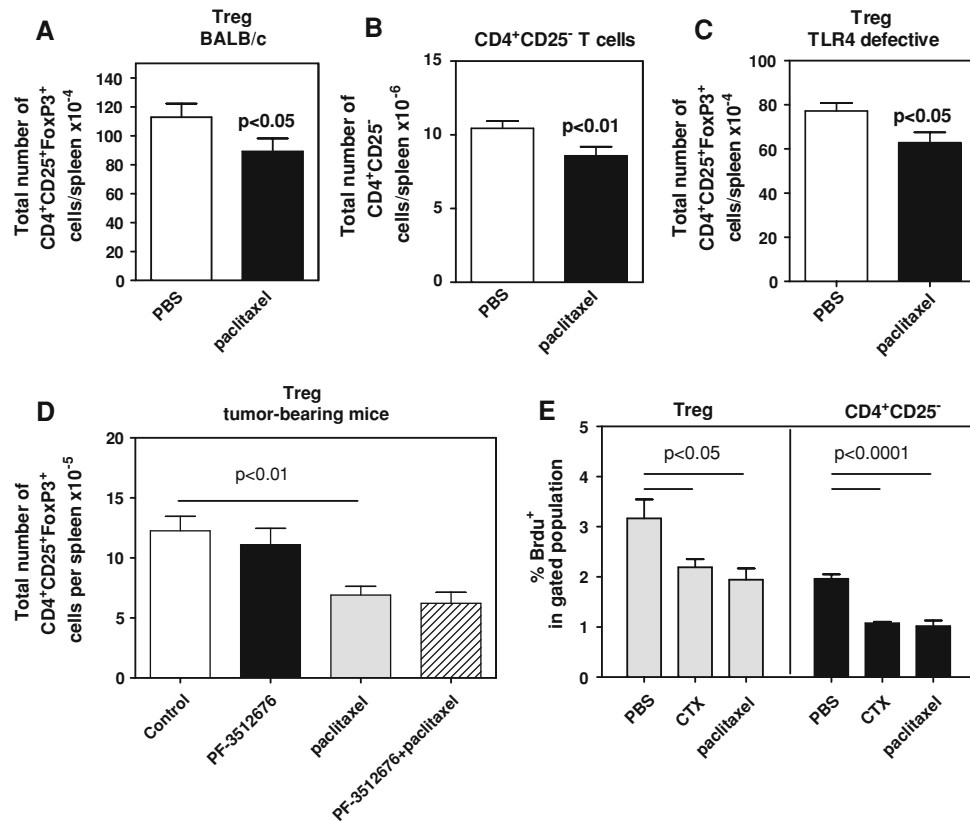 A
Treg
BALB/c
Total number of
CD4⁺CD25⁺FoxP3⁺
cells/spleen x10⁻⁴
140
120
100
80
60
40
20
0
p<0.05
PBS
paclitaxel
B
CD4⁺CD25⁻ T cells
Total number of
CD4⁺CD25⁻
cells/spleen x10⁻⁶
15
10
5
0
p<0.01
PBS
paclitaxel
C
Treg
TLR4 defective
Total number of
CD4⁺CD25⁺FoxP3⁺
cells/spleen x10⁻⁴
100
80
60
40
20
0
p<0.05
PBS
paclitaxel
D
Treg
tumor-bearing mice
Total number of
CD4⁺CD25⁺FoxP3⁺
cells per spleen x10⁻⁵
20
15
10
5
0
p<0.01
Control
PF-3512676
paclitaxel
PF-3512676+paclitaxel
E
Treg
CD4⁺CD25⁻
% Brdu⁺
in gated population
5
4
3
2
1
0
p<0.05
p<0.0001
PBS
CTX
paclitaxel
PBS
CTX
paclitaxel